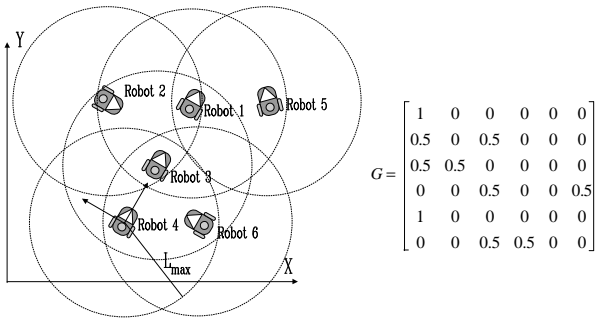 Y
Robot 2
Robot 1
Robot 5
Robot 3
Robot 4
Robot 6
Lmax
X
G =
1 0 0 0 0 0
0.5 0 0.5 0 0 0
0.5 0.5 0 0 0 0
0 0 0.5 0 0 0.5
1 0 0 0 0 0
0 0 0.5 0.5 0 0